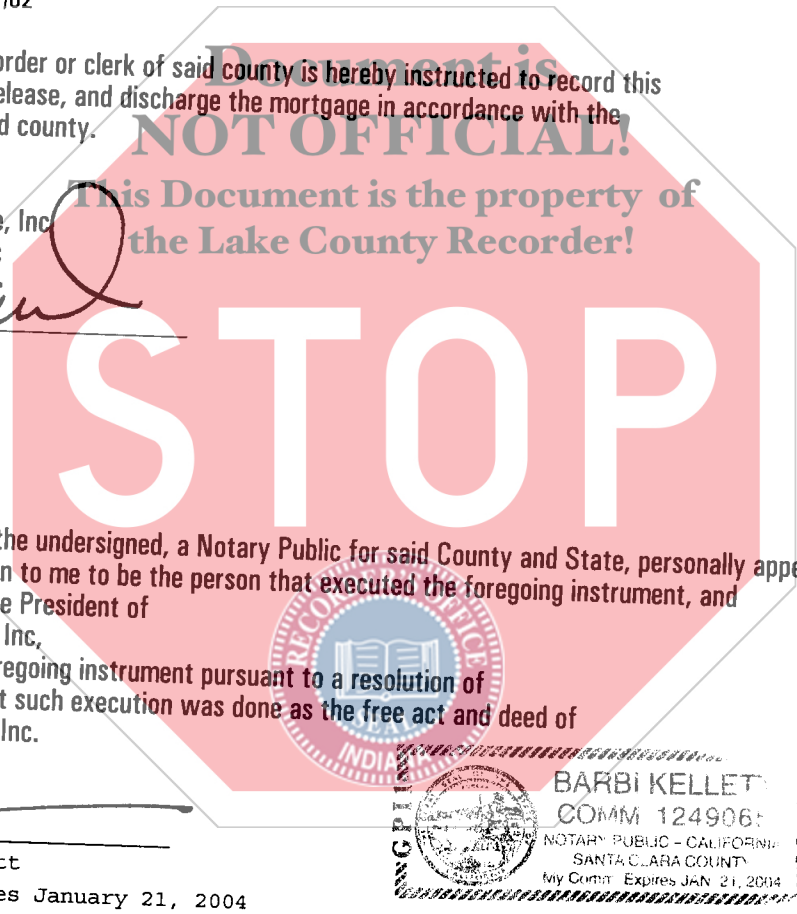 /02
order or clerk of said county is hereby instructed to record this
elease, and discharge the mortgage in accordance with the
d county.
Document is
NOT OFFICIAL!
This Document is the property of
the Lake County Recorder!
e, Inc
STOP
the undersigned, a Notary Public for said County and State, personally appe
n to me to be the person that executed the foregoing instrument, and
e President of
Inc,
regoing instrument pursuant to a resolution of
t such execution was done as the free act and deed of
Inc.
RECORDER'S OFFICE
SEAL
INDIANA
BARBI KELLET
COMM 124906
NOTARY PUBLIC - CALIFORNIA
SANTA CLARA COUNTY
My Comm Expires JAN 21, 2004
ct
es January 21, 2004